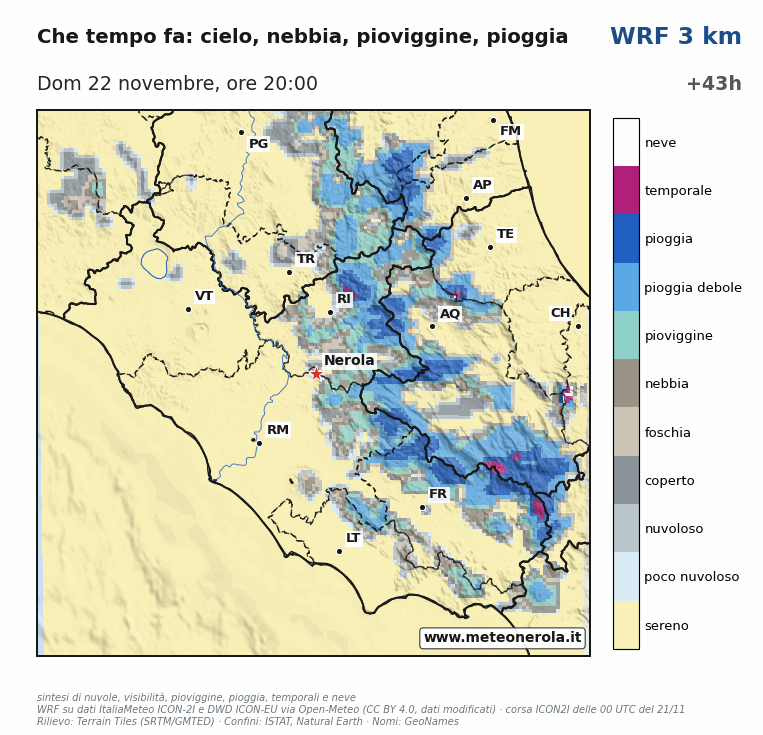 Che tempo fa: cielo, nebbia, pioviggine, pioggia
WRF 3 km
Dom 22 novembre, ore 20:00
+43h
FM
PG
AP
TE
TR
VT
RI
AQ
CH
Nerola
RM
FR
LT
www.meteonerola.it
neve
temporale
pioggia
pioggia debole
pioviggine
nebbia
foschia
coperto
nuvoloso
poco nuvoloso
sereno
sintesi di nuvole, visibilità, pioviggine, pioggia, temporali e neve
WRF su dati ItaliaMeteo ICON-2I e DWD ICON-EU via Open-Meteo (CC BY 4.0, dati modificati) · corsa ICON2I delle 00 UTC del 21/11
Rilievo: Terrain Tiles (SRTM/GMTED) · Confini: ISTAT, Natural Earth · Nomi: GeoNames